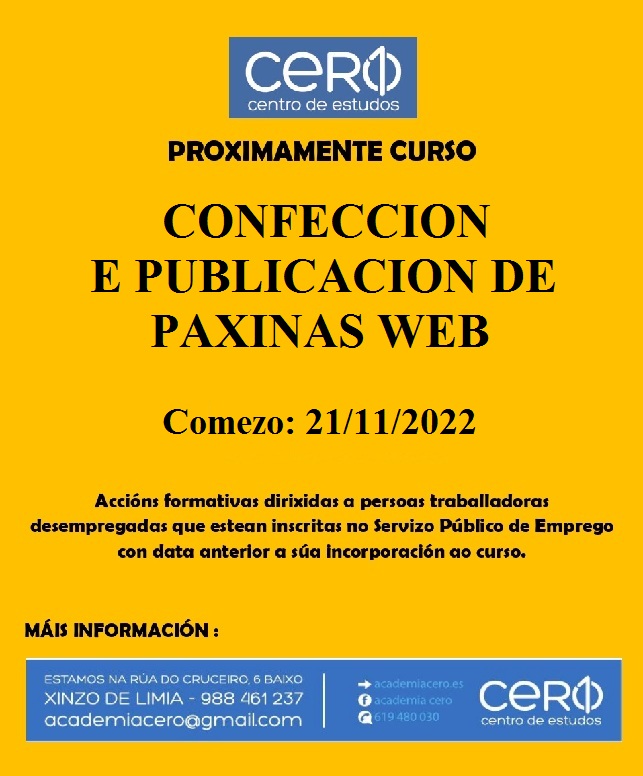 CERO
centro de estudos
PROXIMAMENTE CURSO
CONFECCION
E PUBLICACION DE
PAXINAS WEB
Comezo: 21/11/2022
Accións formativas dirixidas a persoas traballadoras
desempregadas que estean inscritas no Servizo Público de Emprego
con data anterior a súa incorporación ao curso.
MÁIS INFORMACIÓN :
ESTAMOS NA RÚA DO CRUCEIRO, 6 BAIXO
XINZO DE LIMIA - 988 461 237
academiacero@gmail.com
academiacero.es
academia cero
619 480 030
CERO
centro de estudos